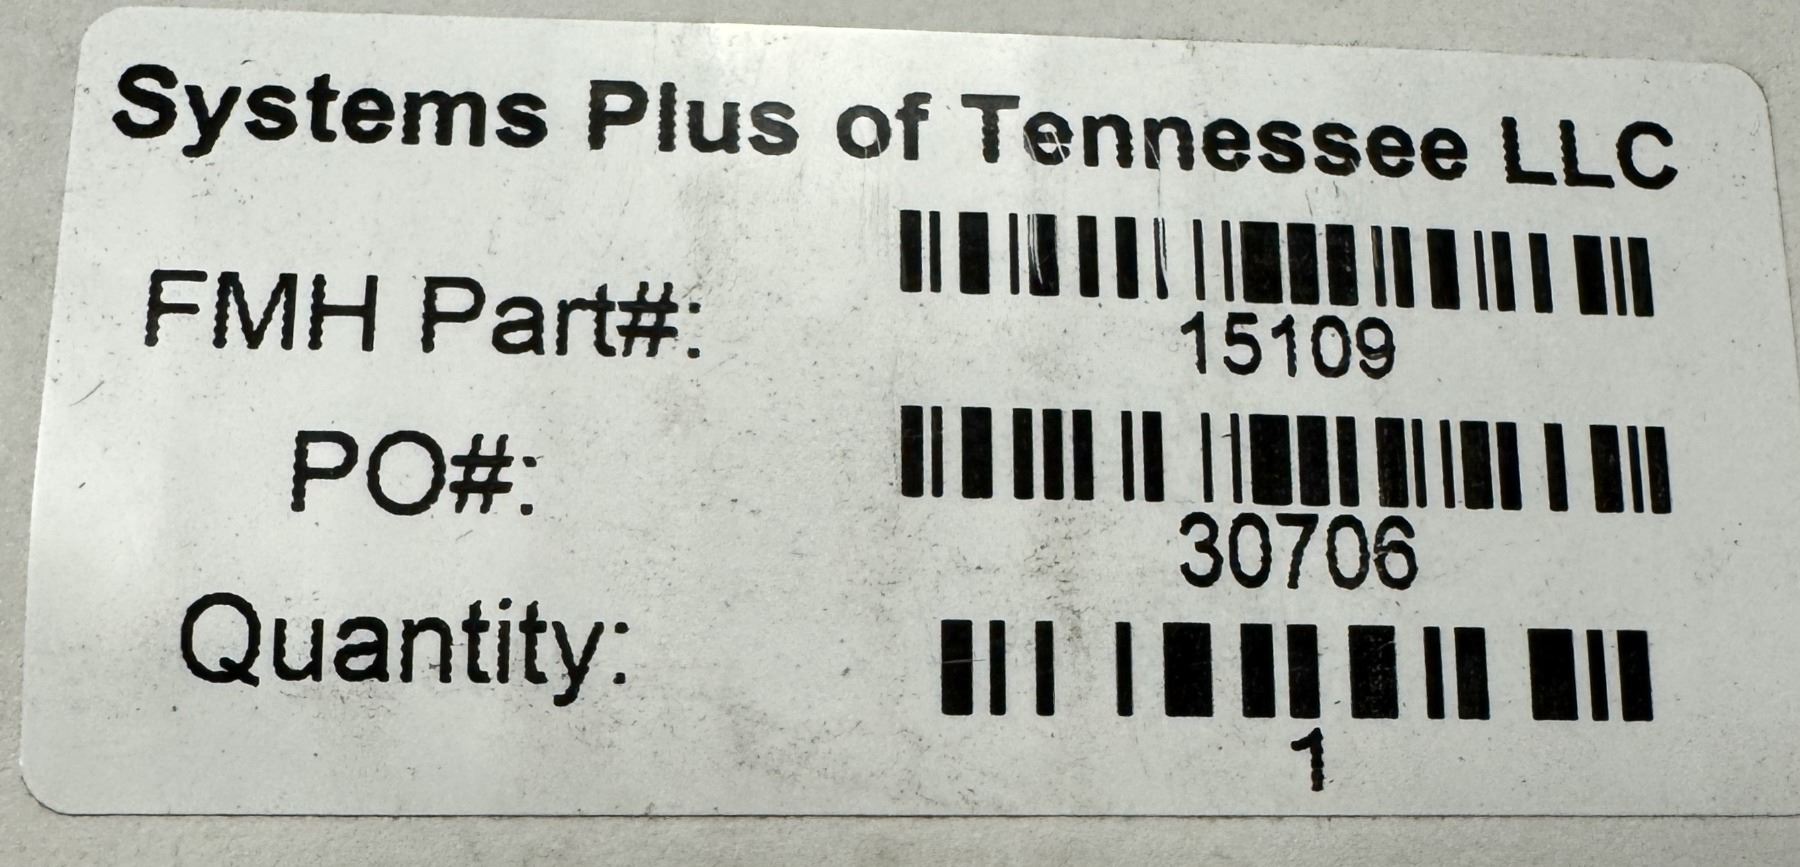 Systems Plus of Tennessee LLC
FMH Part#:
15109
PO#:
30706
Quantity:
1